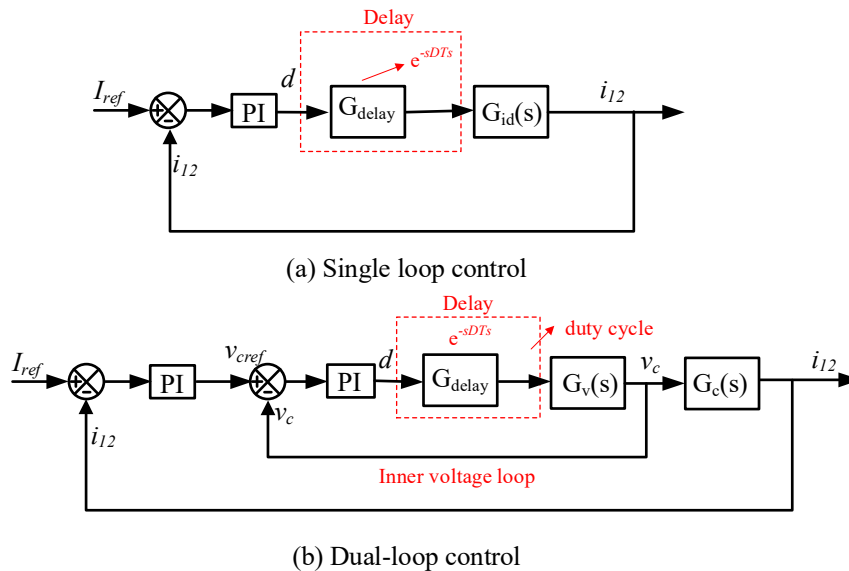 Delay
e-sDTs
I_ref
d
PI
G_delay
G_id(s)
i_12
i_12
(a) Single loop control
Delay
e-sDTs
duty cycle
I_ref
PI
v_cref
PI
d
G_delay
G_v(s)
v_c
G_c(s)
i_12
v_c
i_12
Inner voltage loop
(b) Dual-loop control